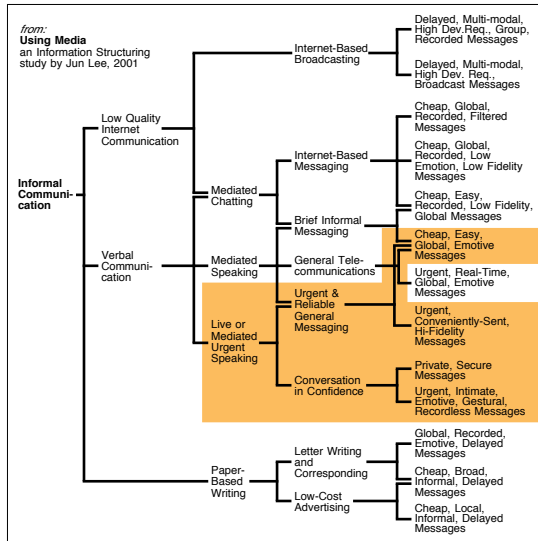 from:
Using Media
an Information Structuring
study by Jun Lee, 2001
Informal
Communi-
cation
Low Quality
Internet
Communication
Verbal
Communi-
cation
Mediated
Chatting
Mediated
Speaking
Live or
Mediated
Urgent
Speaking
Paper-
Based
Writing
Internet-Based
Broadcasting
Internet-Based
Messaging
Brief Informal
Messaging
General Tele-
communications
Urgent &
Reliable
General
Messaging
Conversation
in Confidence
Letter Writing
and
Corresponding
Low-Cost
Advertising
Delayed, Multi-modal,
High Dev.Req., Group,
Recorded Messages
Delayed, Multi-modal,
High Dev. Req.,
Broadcast Messages
Cheap, Global,
Recorded, Filtered
Messages
Cheap, Global,
Recorded, Low
Emotion, Low Fidelity
Messages
Cheap, Easy,
Recorded, Low Fidelity,
Global Messages
Cheap, Easy,
Global, Emotive
Messages
Urgent, Real-Time,
Global, Emotive
Messages
Urgent,
Conveniently-Sent,
Hi-Fidelity
Messages
Private, Secure
Messages
Urgent, Intimate,
Emotive, Gestural,
Recordless Messages
Global, Recorded,
Emotive, Delayed
Messages
Cheap, Broad,
Informal, Delayed
Messages
Cheap, Local,
Informal, Delayed
Messages